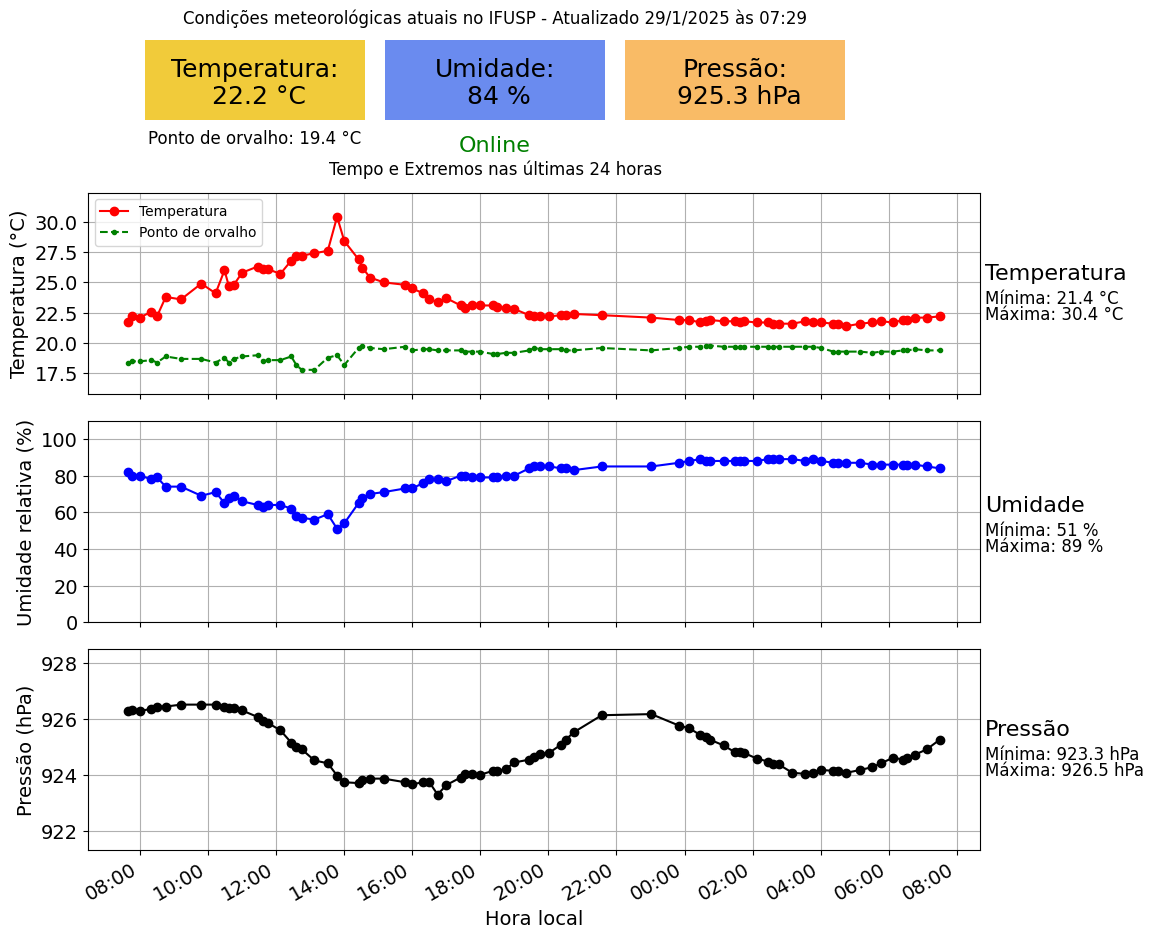 Condições meteorológicas atuais no IFUSP - Atualizado 29/1/2025 às 07:29
Temperatura:
22.2 °C
Umidade:
84 %
Pressão:
925.3 hPa
Ponto de orvalho: 19.4 °C
Online
Tempo e Extremos nas últimas 24 horas
Temperatura (°C)
30.0
27.5
25.0
22.5
20.0
17.5
Temperatura
Ponto de orvalho
Temperatura
Mínima: 21.4 °C
Máxima: 30.4 °C
Umidade relativa (%)
100
80
60
40
20
0
Umidade
Mínima: 51 %
Máxima: 89 %
Pressão (hPa)
928
926
924
922
Pressão
Mínima: 923.3 hPa
Máxima: 926.5 hPa
08:00 10:00 12:00 14:00 16:00 18:00 20:00 22:00 00:00 02:00 04:00 06:00 08:00
Hora local